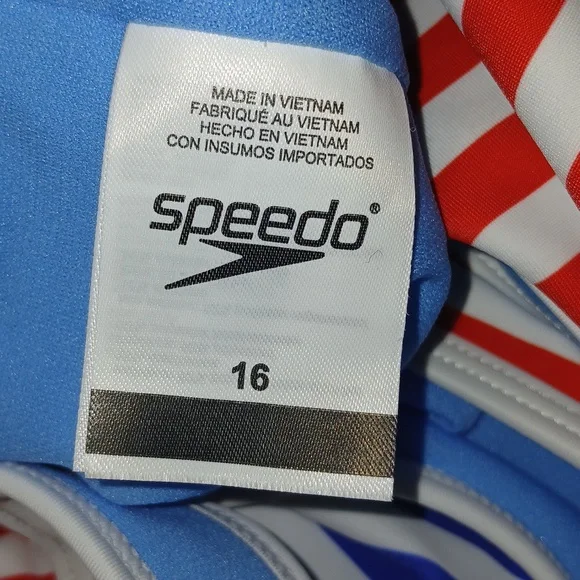 MADE IN VIETNAM
FABRIQUÉ AU VIETNAM
HECHO EN VIETNAM
CON INSUMOS IMPORTADOS
speedo®
16